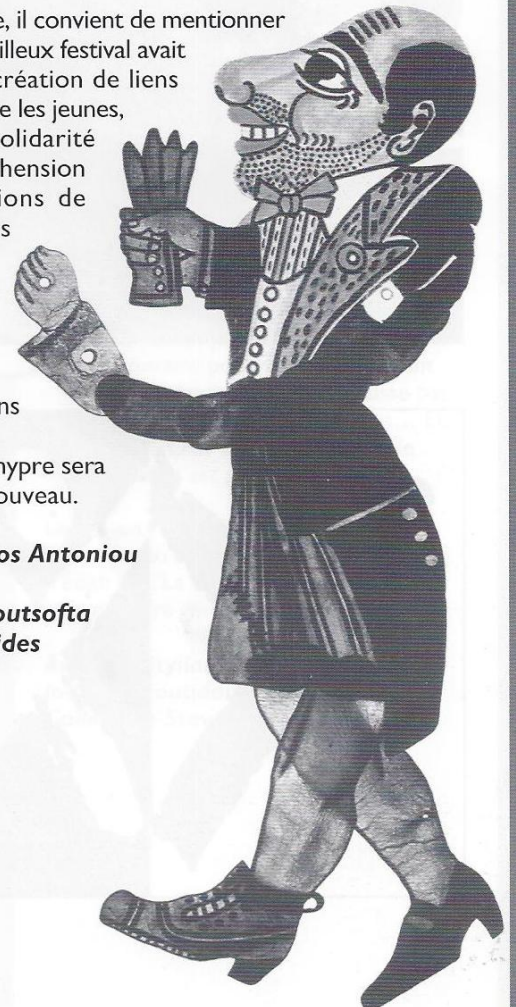 e, il convient de mentionner
illeux festival avait
création de liens
e les jeunes,
olidarité
hension
ions de
s
ns
hypre sera
ouveau.
os Antoniou
outsofta
ides